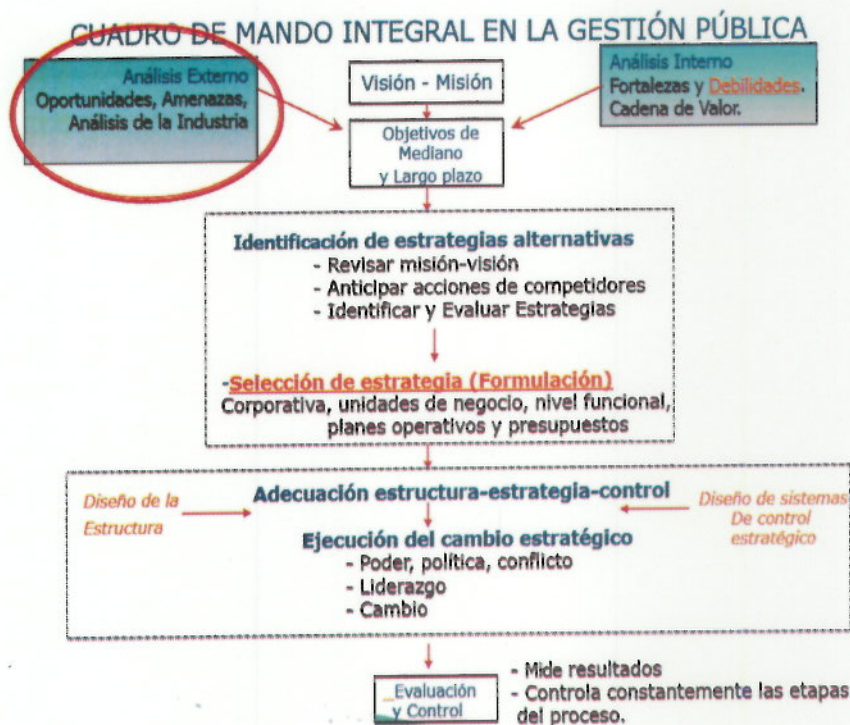 CUADRO DE MANDO INTEGRAL EN LA GESTIÓN PÚBLICA
Análisis Externo
Oportunidades, Amenazas,
Análisis de la Industria
Visión - Misión
Análisis Interno
Fortalezas y Debilidades.
Cadena de Valor.
Objetivos de
Mediano
y Largo plazo
Identificación de estrategias alternativas
- Revisar misión-visión
- Anticipar acciones de competidores
- Identificar y Evaluar Estrategias
-Selección de estrategia (Formulación)
Corporativa, unidades de negocio, nivel funcional,
planes operativos y presupuestos
Diseño de la
Estructura
Adecuación estructura-estrategia-control
Diseño de sistemas
De control
estratégico
Ejecución del cambio estratégico
- Poder, política, conflicto
- Liderazgo
- Cambio
Evaluación
y Control
- Mide resultados
- Controla constantemente las etapas
del proceso.